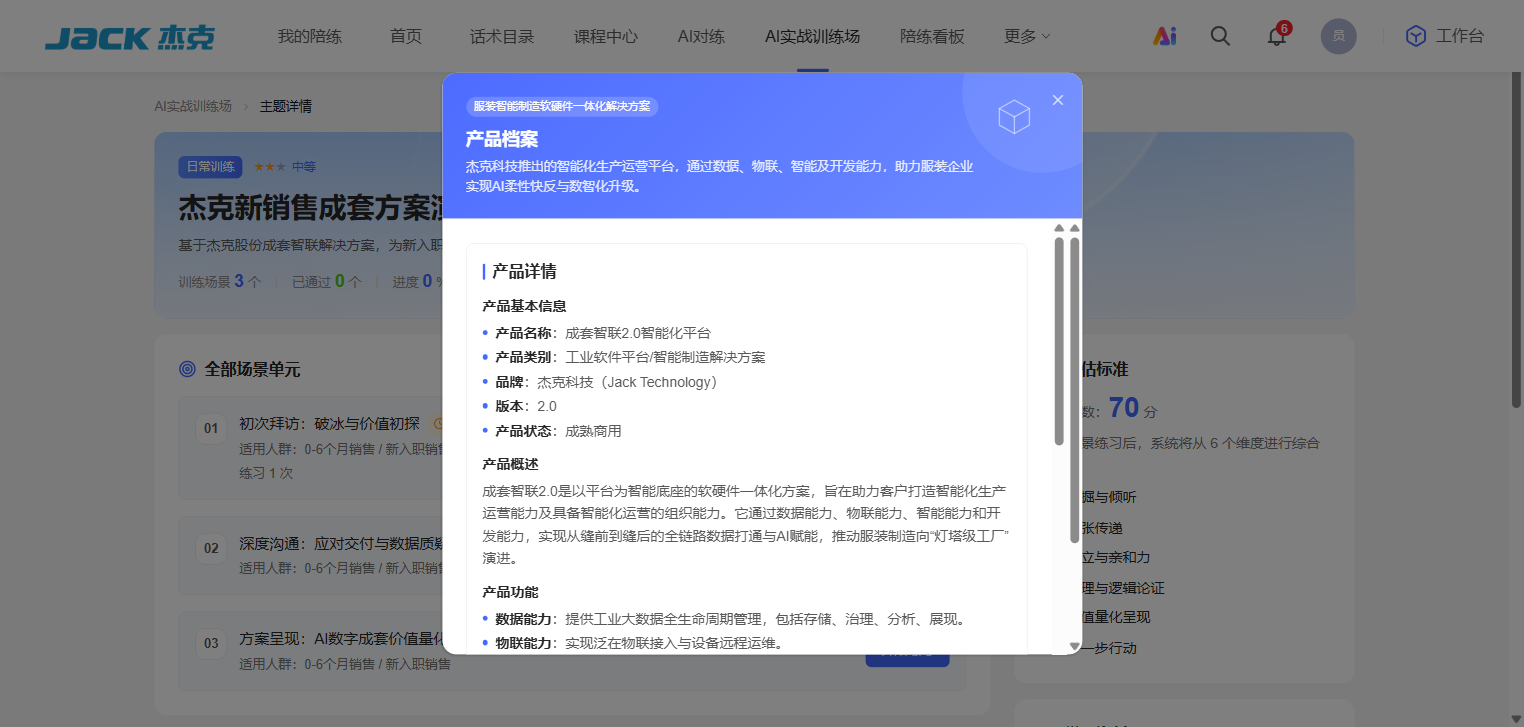 JACK 杰克
我的陪练
首页
话术目录
课程中心
AI对练
AI实战训练场
陪练看板
更多
Ai
6
员
工作台
AI实战训练场 › 主题详情
日常训练
中等
杰克新销售成套方案
基于杰克股份成套智联解决方案，为新入职
训练场景 3 个
已通过 0 个
进度 0 %
服装智能制造软硬件一体化解决方案
产品档案
杰克科技推出的智能化生产运营平台，通过数据、物联、智能及开发能力，助力服装企业
实现AI柔性快反与数智化升级。
产品详情
产品基本信息
产品名称：成套智联2.0智能化平台
产品类别：工业软件平台/智能制造解决方案
品牌：杰克科技（Jack Technology）
版本：2.0
产品状态：成熟商用
产品概述
成套智联2.0是以平台为智能底座的软硬件一体化方案，旨在助力客户打造智能化生产
运营能力及具备智能化运营的组织能力。它通过数据能力、物联能力、智能能力和开
发能力，实现从缝前到缝后的全链路数据打通与AI赋能，推动服装制造向“灯塔级工厂”
演进。
产品功能
数据能力：提供工业大数据全生命周期管理，包括存储、治理、分析、展现。
物联能力：实现泛在物联接入与设备远程运维。
全部场景单元
01
初次拜访：破冰与价值初探
适用人群：0-6个月销售 / 新入职销售
练习 1 次
02
深度沟通：应对交付与数据质疑
适用人群：0-6个月销售 / 新入职销售
03
方案呈现：AI数字成套价值量化
适用人群：0-6个月销售 / 新入职销售
估标准
数：70 分
景练习后，系统将从 6 个维度进行综合
掘与倾听
张传递
立与亲和力
理与逻辑论证
值量化呈现
一步行动